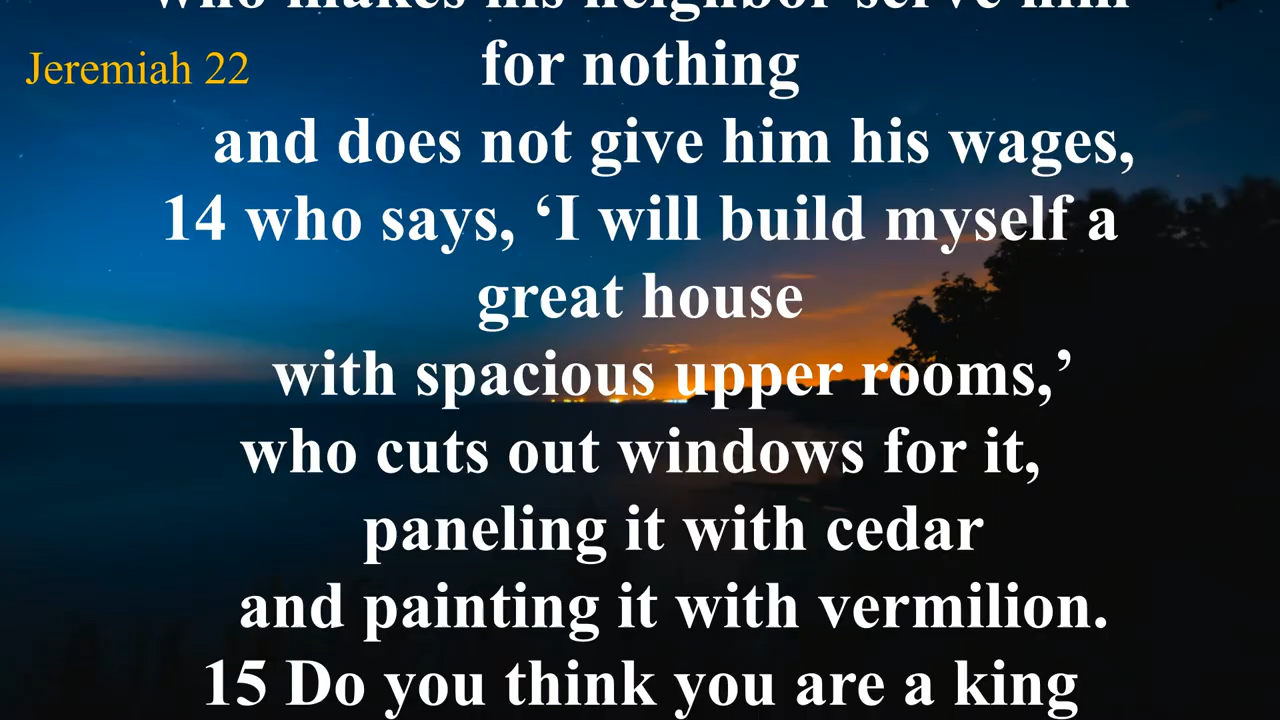 who makes his neighbor serve him
Jeremiah 22
for nothing
and does not give him his wages,
14 who says, ‘I will build myself a
great house
with spacious upper rooms,’
who cuts out windows for it,
paneling it with cedar
and painting it with vermilion.
15 Do you think you are a king